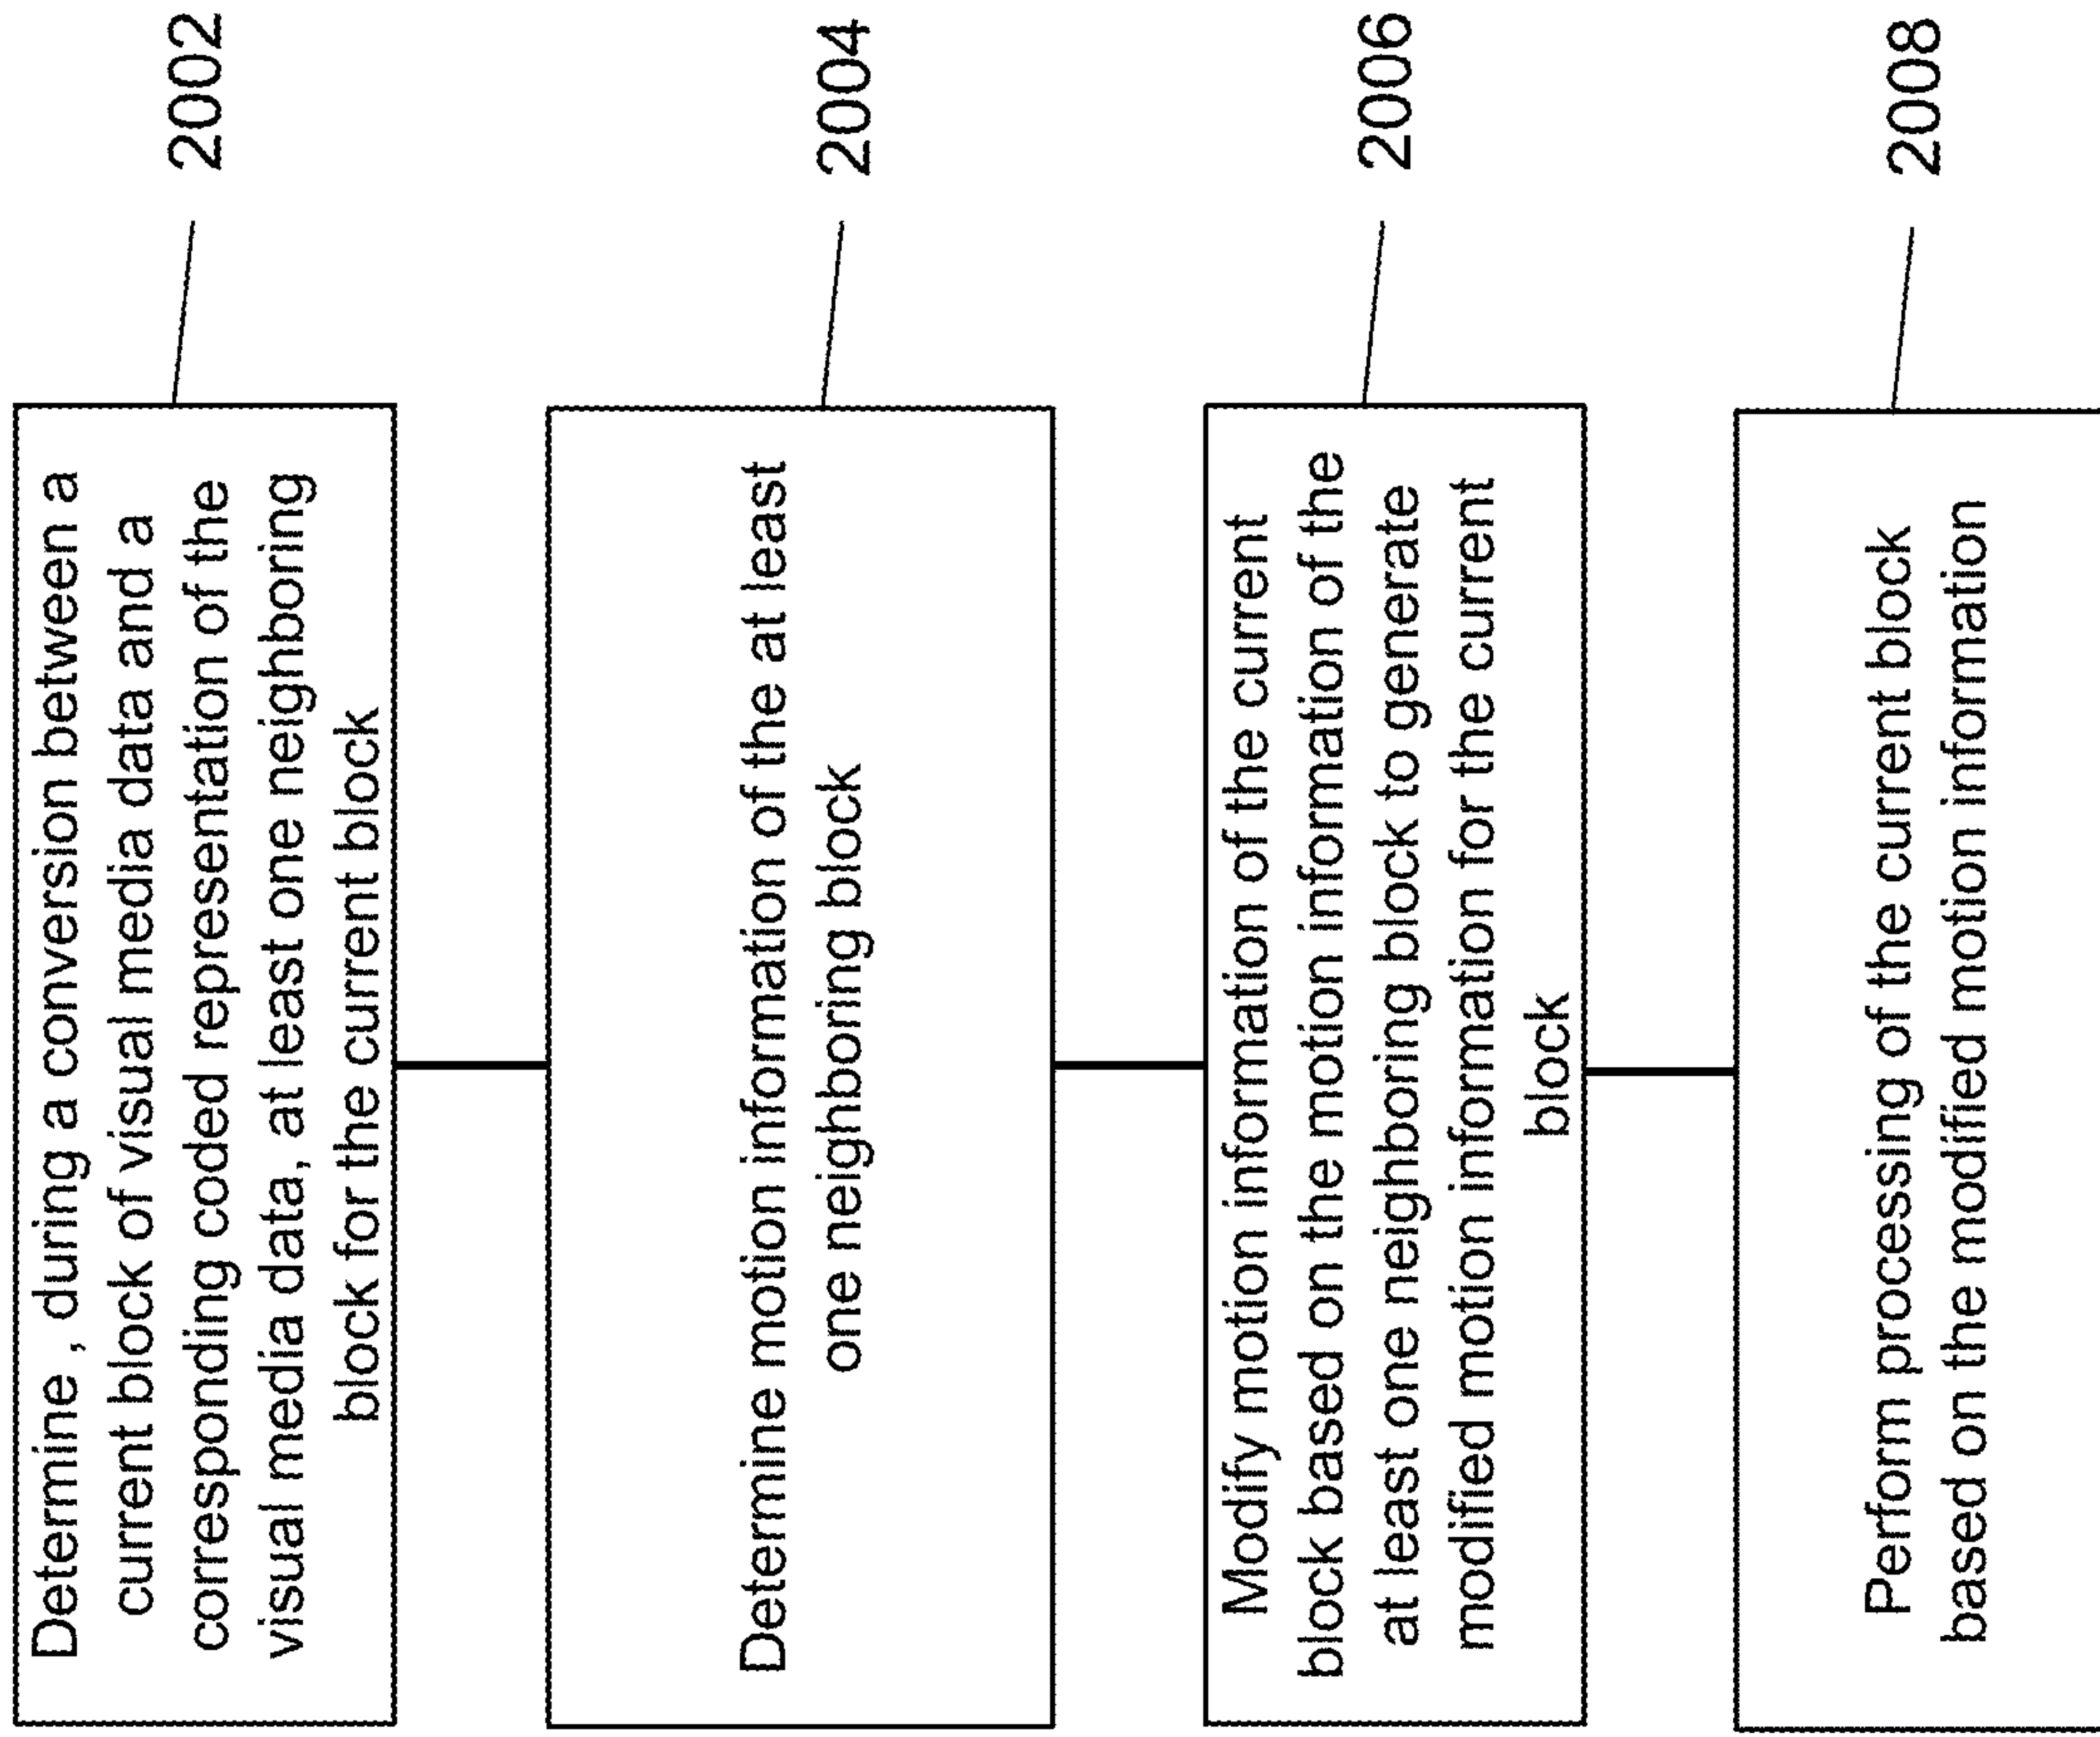 Determine , during a conversion between a
current block of visual media data and a
corresponding coded representation of the
visual media data, at least one neighboring
block for the current block
2002
Determine motion information of the at least
one neighboring block
2004
Modify motion information of the current
block based on the motion information of the
at least one neighboring block to generate
modified motion information for the current
block
2006
Perform processing of the current block
based on the modified motion information
2008